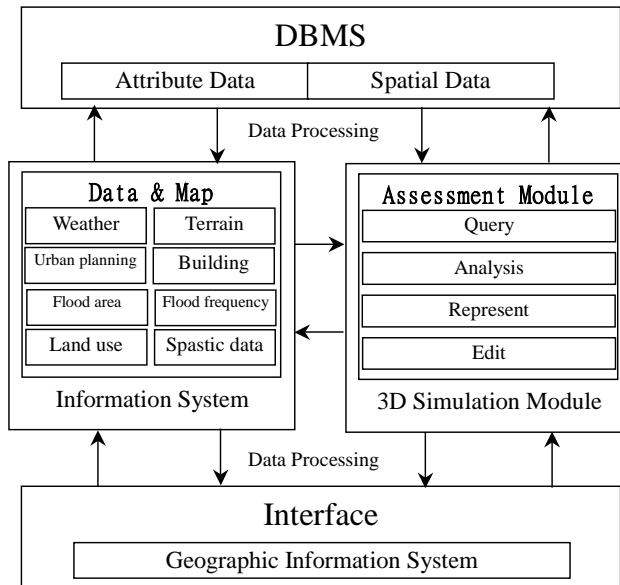 DBMS
Attribute Data
Spatial Data
Data Processing
Data & Map
Weather
Terrain
Urban planning
Building
Flood area
Flood frequency
Land use
Spastic data
Information System
Assessment Module
Query
Analysis
Represent
Edit
3D Simulation Module
Data Processing
Interface
Geographic Information System